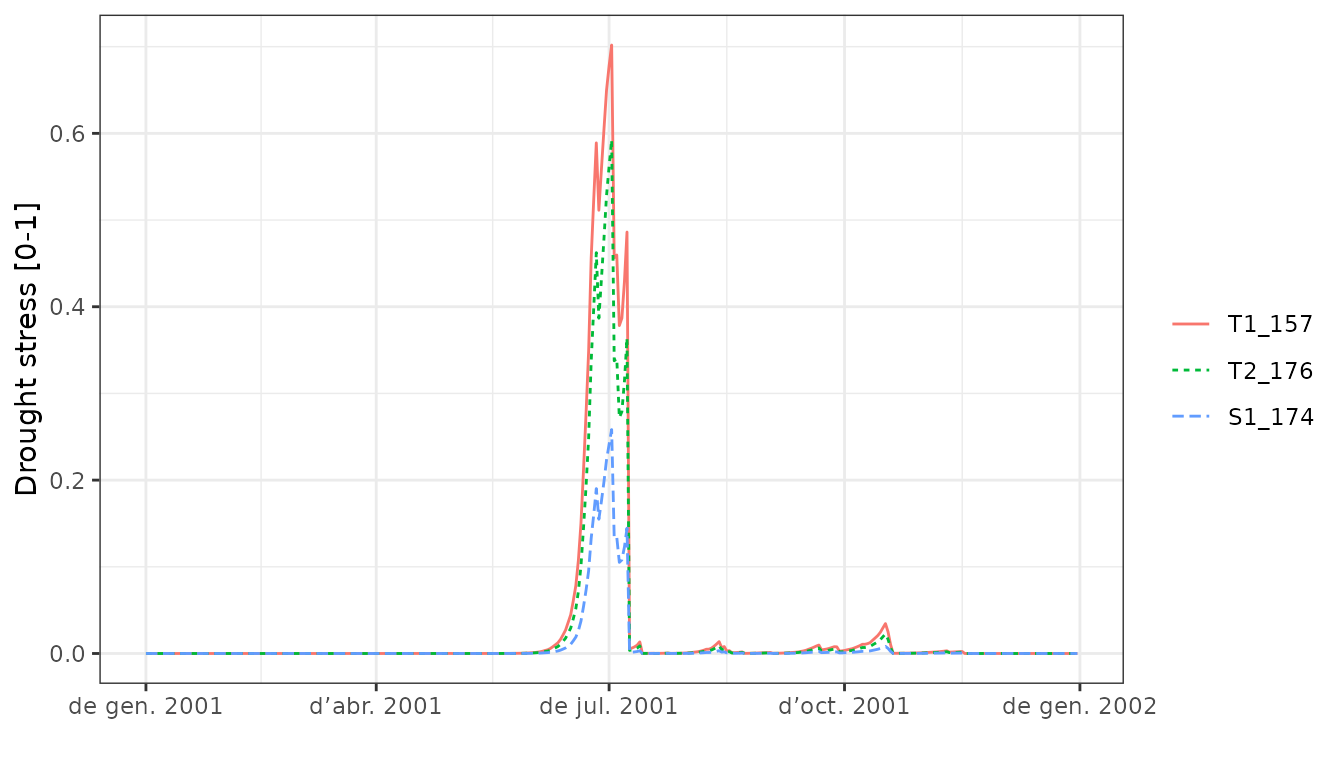 Drought stress [0-1]
0.6
0.4
0.2
0.0
de gen. 2001
d’abr. 2001
de jul. 2001
d’oct. 2001
de gen. 2002
T1_157
T2_176
S1_174